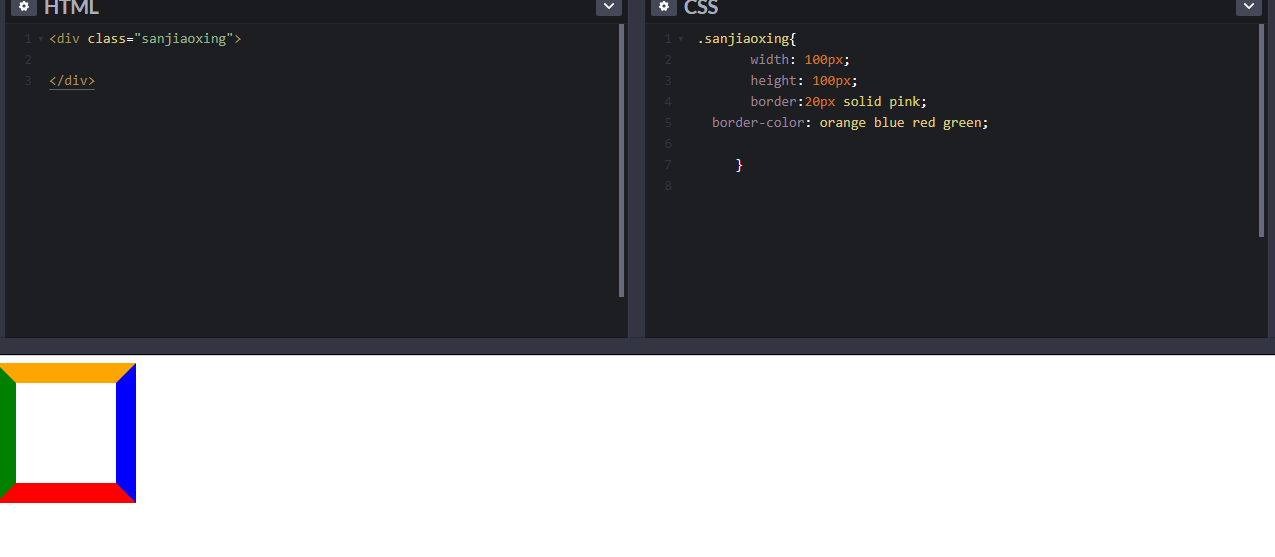 HTML
1 <div class="sanjiaoxing">
2
3 </div>
CSS
1 .sanjiaoxing{
2 width: 100px;
3 height: 100px;
4 border:20px solid pink;
5 border-color: orange blue red green;
6
7 }
8